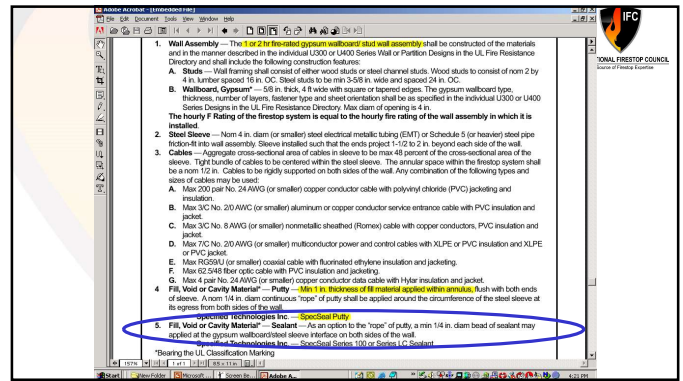 Adobe Acrobat - [Embedded File]
File Edit Document Tools View Window Help
1. Wall Assembly — The 1 or 2 hr fire-rated gypsum wallboard/ stud wall assembly shall be constructed of the materials
and in the manner described in the individual U300 or U400 Series Wall or Partition Designs in the UL Fire Resistance
Directory and shall include the following construction features:
A. Studs — Wall framing shall consist of either wood studs or steel channel studs. Wood studs to consist of nom 2 by
4 in. lumber spaced 16 in. OC. Steel studs to be min 3-5/8 in. wide and spaced 24 in. OC.
B. Wallboard, Gypsum* — 5/8 in. thick, 4 ft wide with square or tapered edges. The gypsum wallboard type,
thickness, number of layers, fastener type and sheet orientation shall be as specified in the individual U300 or U400
Series Designs in the UL Fire Resistance Directory. Max diam of opening is 4 in.
The hourly F Rating of the firestop system is equal to the hourly fire rating of the wall assembly in which it is
installed.
2. Steel Sleeve — Nom 4 in. diam (or smaller) steel electrical metallic tubing (EMT) or Schedule 5 (or heavier) steel pipe
friction-fit into wall assembly. Sleeve installed such that the ends project 1-1/2 to 2 in. beyond each side of the wall.
3. Cables — Aggregate cross-sectional area of cables in sleeve to be max 48 percent of the cross-sectional area of the
sleeve. Tight bundle of cables to be centered within the steel sleeve. The annular space within the firestop system shall
be a nom 1/2 in. Cables to be rigidly supported on both sides of the wall. Any combination of the following types and
sizes of cables may be used:
A. Max 200 pair No. 24 AWG (or smaller) copper conductor cable with polyvinyl chloride (PVC) jacketing and
insulation.
B. Max 3/C No. 2/0 AWC (or smaller) aluminum or copper conductor service entrance cable with PVC insulation and
jacket.
C. Max 3/C No. 8 AWG (or smaller) nonmetallic sheathed (Romex) cable with copper conductors, PVC insulation and
jacket.
D. Max 7/C No. 2/0 AWG (or smaller) multiconductor power and control cables with XLPE or PVC insulation and XLPE
or PVC jacket.
E. Max RG59/U (or smaller) coaxial cable with fluorinated ethylene insulation and jacketing.
F. Max 62.5/48 fiber optic cable with PVC insulation and jacketing.
G. Max 4 pair No. 24 AWG (or smaller) copper conductor data cable with Hylar insulation and jacket.
4 Fill, Void or Cavity Material* — Putty — Min 1 in. thickness of fill material applied within annulus, flush with both ends
of sleeve. A nom 1/4 in. diam continuous "rope" of putty shall be applied around the circumference of the steel sleeve at
its egress from both sides of the wall.
Specified Technologies Inc. — SpecSeal Putty
5. Fill, Void or Cavity Material* — Sealant — As an option to the "rope" of putty, a min 1/4 in. diam bead of sealant may
applied at the gypsum wallboard/steel sleeve interface on both sides of the wall.
Specified Technologies Inc. — SpecSeal Series 100 or Series LC Sealant
*Bearing the UL Classification Marking
157% 1 of 1 8.5 x 11 in
Start New Folder Microsoft ... Screen Be... Adobe A... 4:21 PM
IFC
TIONAL FIRESTOP COUNCIL
Source of Firestop Expertise